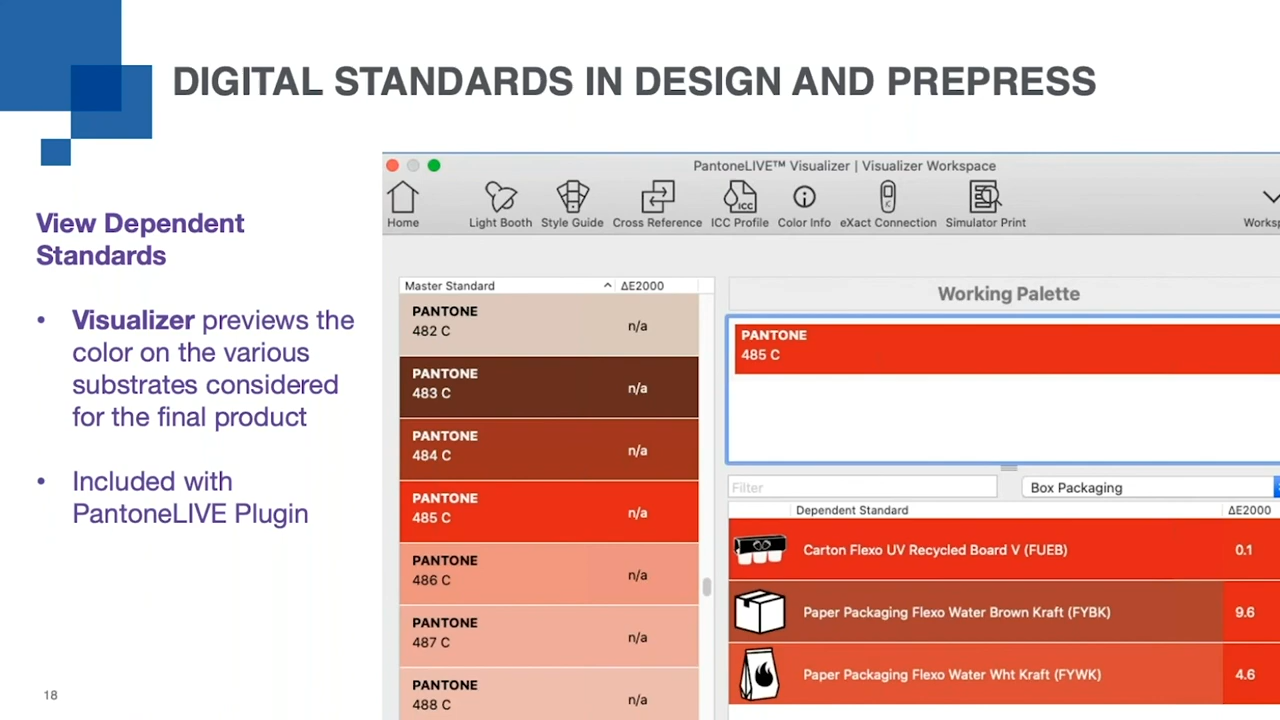 DIGITAL STANDARDS IN DESIGN AND PREPRESS
View Dependent
Standards
• Visualizer previews the
color on the various
substrates considered
for the final product
• Included with
PantoneLIVE Plugin
18
PantoneLIVE™ Visualizer | Visualizer Workspace
Home Light Booth Style Guide Cross Reference ICC Profile Color Info eXact Connection Simulator Print
ICC
Master Standard ΔE2000
PANTONE
482 C n/a
PANTONE
483 C n/a
PANTONE
484 C n/a
PANTONE
485 C n/a
PANTONE
486 C n/a
PANTONE
487 C n/a
PANTONE
488 C n/a
Working Palette
PANTONE
485 C
Filter Box Packaging
Dependent Standard ΔE2000
Carton Flexo UV Recycled Board V (FUEB) 0.1
Paper Packaging Flexo Water Brown Kraft (FYBK) 9.6
Paper Packaging Flexo Water Wht Kraft (FYWK) 4.6